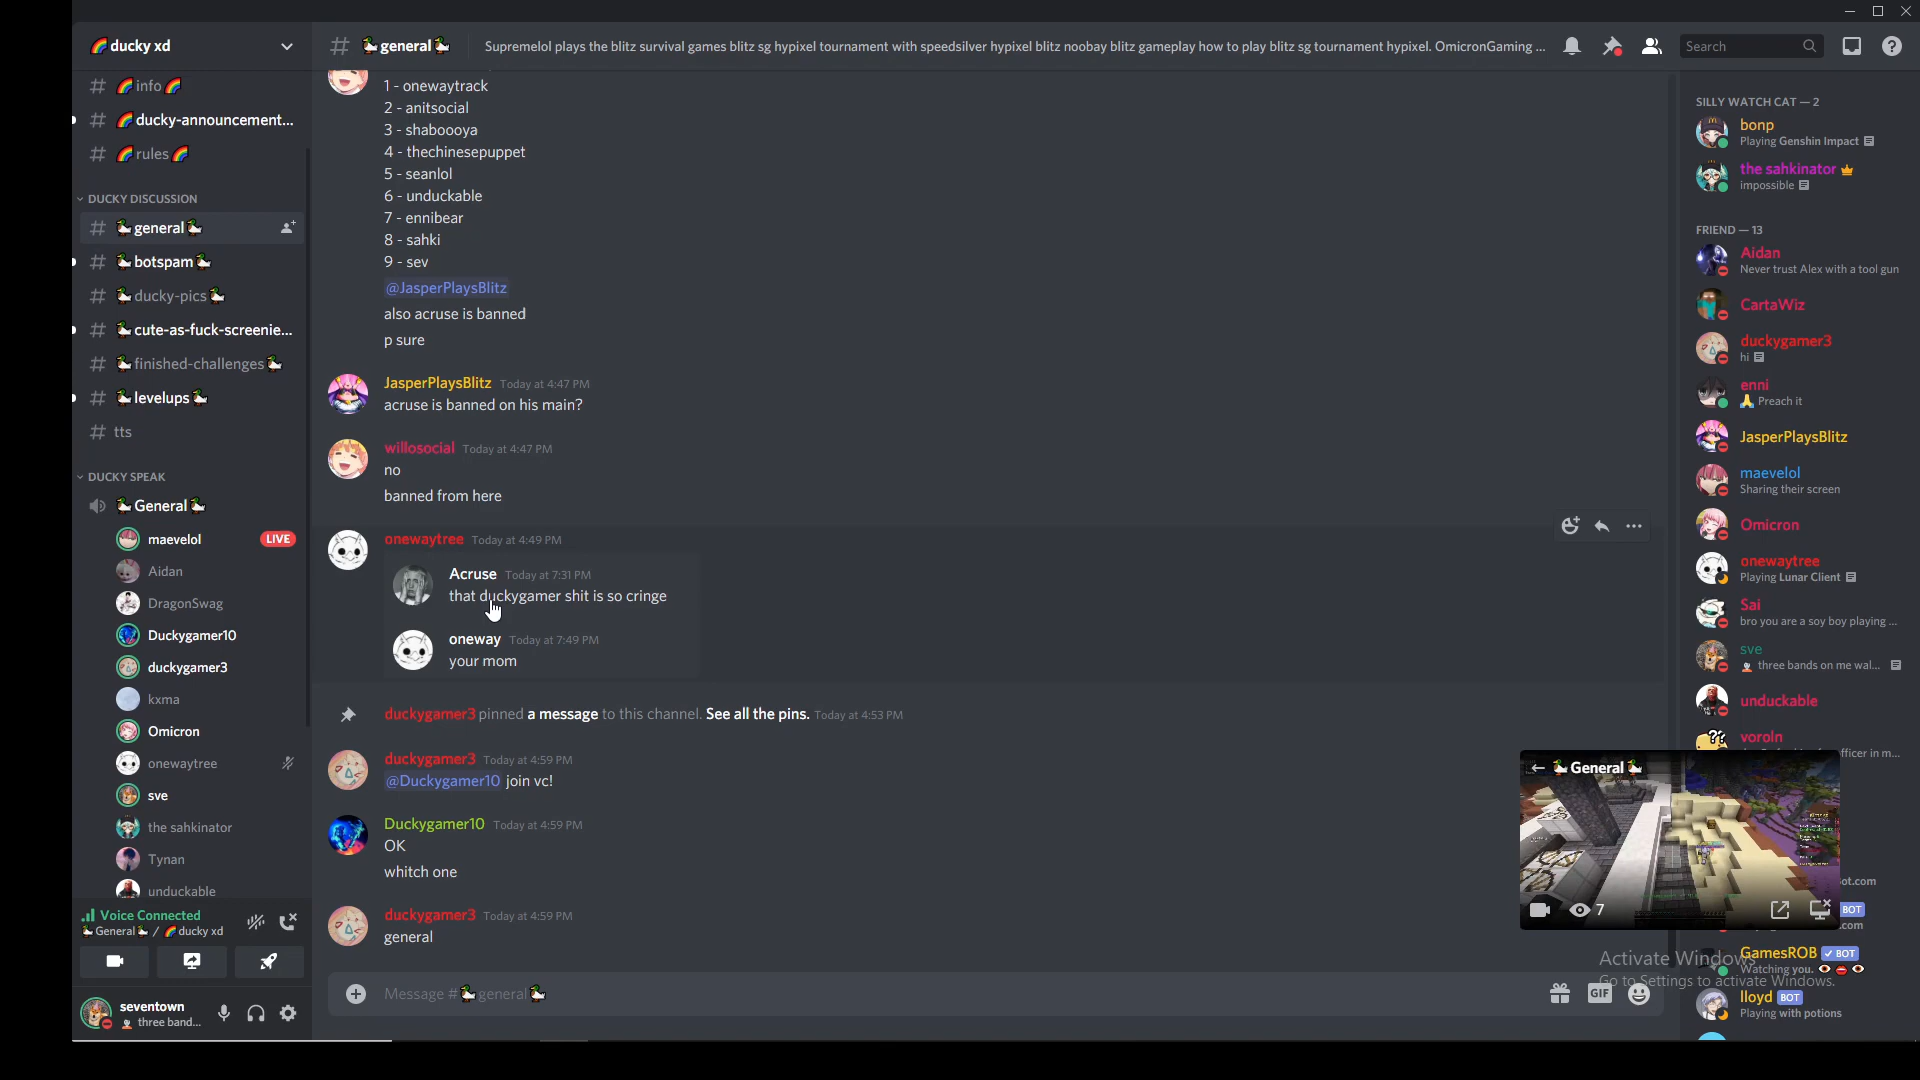 ducky xd
info
ducky-announcement...
rules
DUCKY DISCUSSION
general
botspam
ducky-pics
cute-as-fuck-screenie...
finished-challenges
levelups
tts
DUCKY SPEAK
General
maevelol LIVE
Aidan
DragonSwag
Duckygamer10
duckygamer3
kxma
Omicron
onewaytree
sve
the sahkinator
Tynan
unduckable
Voice Connected
General / ducky xd
seventown
three band...
general
Supremelol plays the blitz survival games blitz sg hypixel tournament with speedsilver hypixel blitz noobay blitz gameplay how to play blitz sg tournament hypixel. OmicronGaming ...
Search
1 - onewaytrack
2 - anitsocial
3 - shaboooya
4 - thechinesepuppet
5 - seanlol
6 - unduckable
7 - ennibear
8 - sahki
9 - sev
@JasperPlaysBlitz
also acruse is banned
p sure
JasperPlaysBlitz Today at 4:47 PM
acruse is banned on his main?
willosocial Today at 4:47 PM
no
banned from here
onewaytree Today at 4:49 PM
Acruse Today at 7:31 PM
that duckygamer shit is so cringe
oneway Today at 7:49 PM
your mom
duckygamer3 pinned a message to this channel. See all the pins. Today at 4:53 PM
duckygamer3 Today at 4:59 PM
@Duckygamer10 join vc!
Duckygamer10 Today at 4:59 PM
OK
whitch one
duckygamer3 Today at 4:59 PM
general
Message # general
GIF
SILLY WATCH CAT — 2
bonp
Playing Genshin Impact
the sahkinator
impossible
FRIEND — 13
Aidan
Never trust Alex with a tool gun
CartaWiz
duckygamer3
hi
enni
Preach it
JasperPlaysBlitz
maevelol
Sharing their screen
Omicron
onewaytree
Playing Lunar Client
Sai
bro you are a soy boy playing ...
sve
three bands on me wal...
unduckable
voroln
fficer in m...
General
7
ot.com
BOT
.com
GamesROB BOT
Watching you.
lloyd BOT
Playing with potions
Activate Windows
Go to Settings to activate Windows.